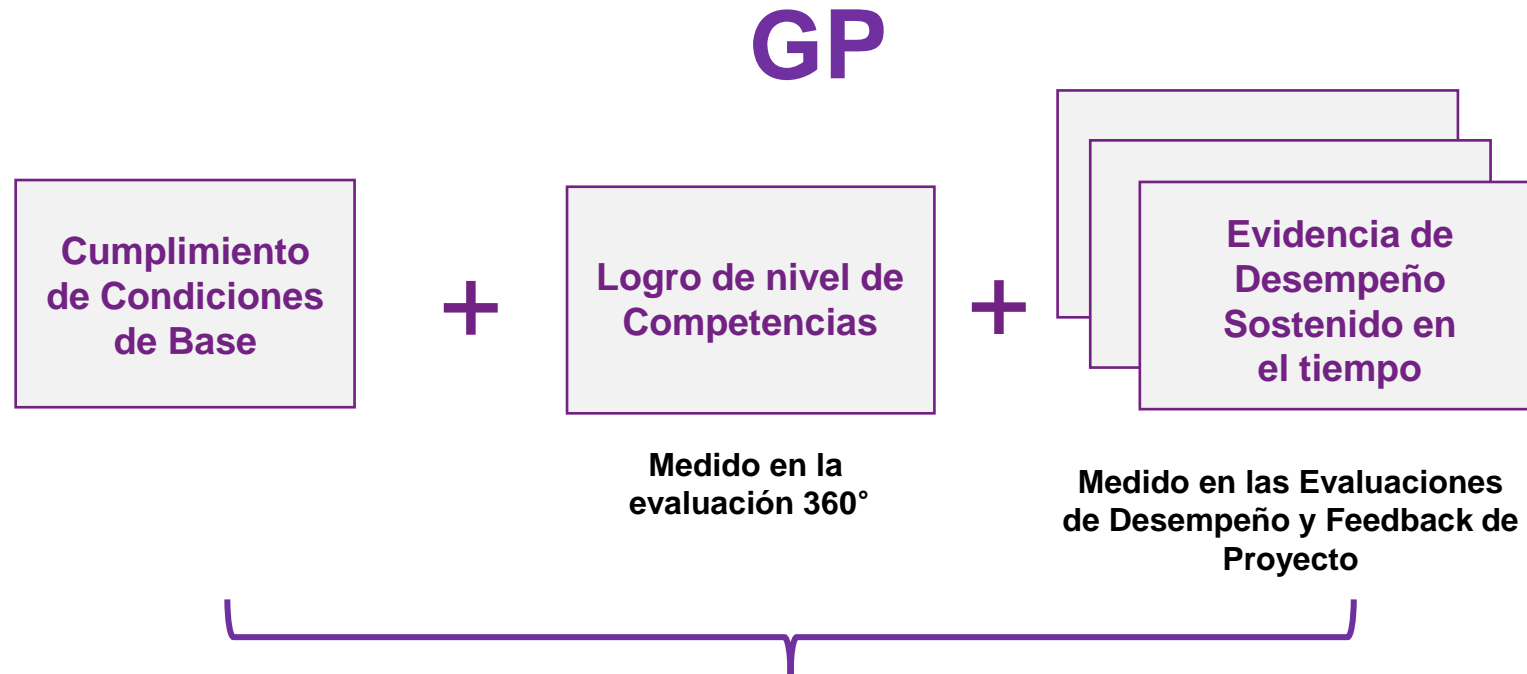 GP
Cumplimiento
de Condiciones
de Base
+
Logro de nivel de
Competencias
+
Evidencia de
Desempeño
Sostenido en
el tiempo
Medido en la
evaluación 360°
Medido en las Evaluaciones
de Desempeño y Feedback de
Proyecto